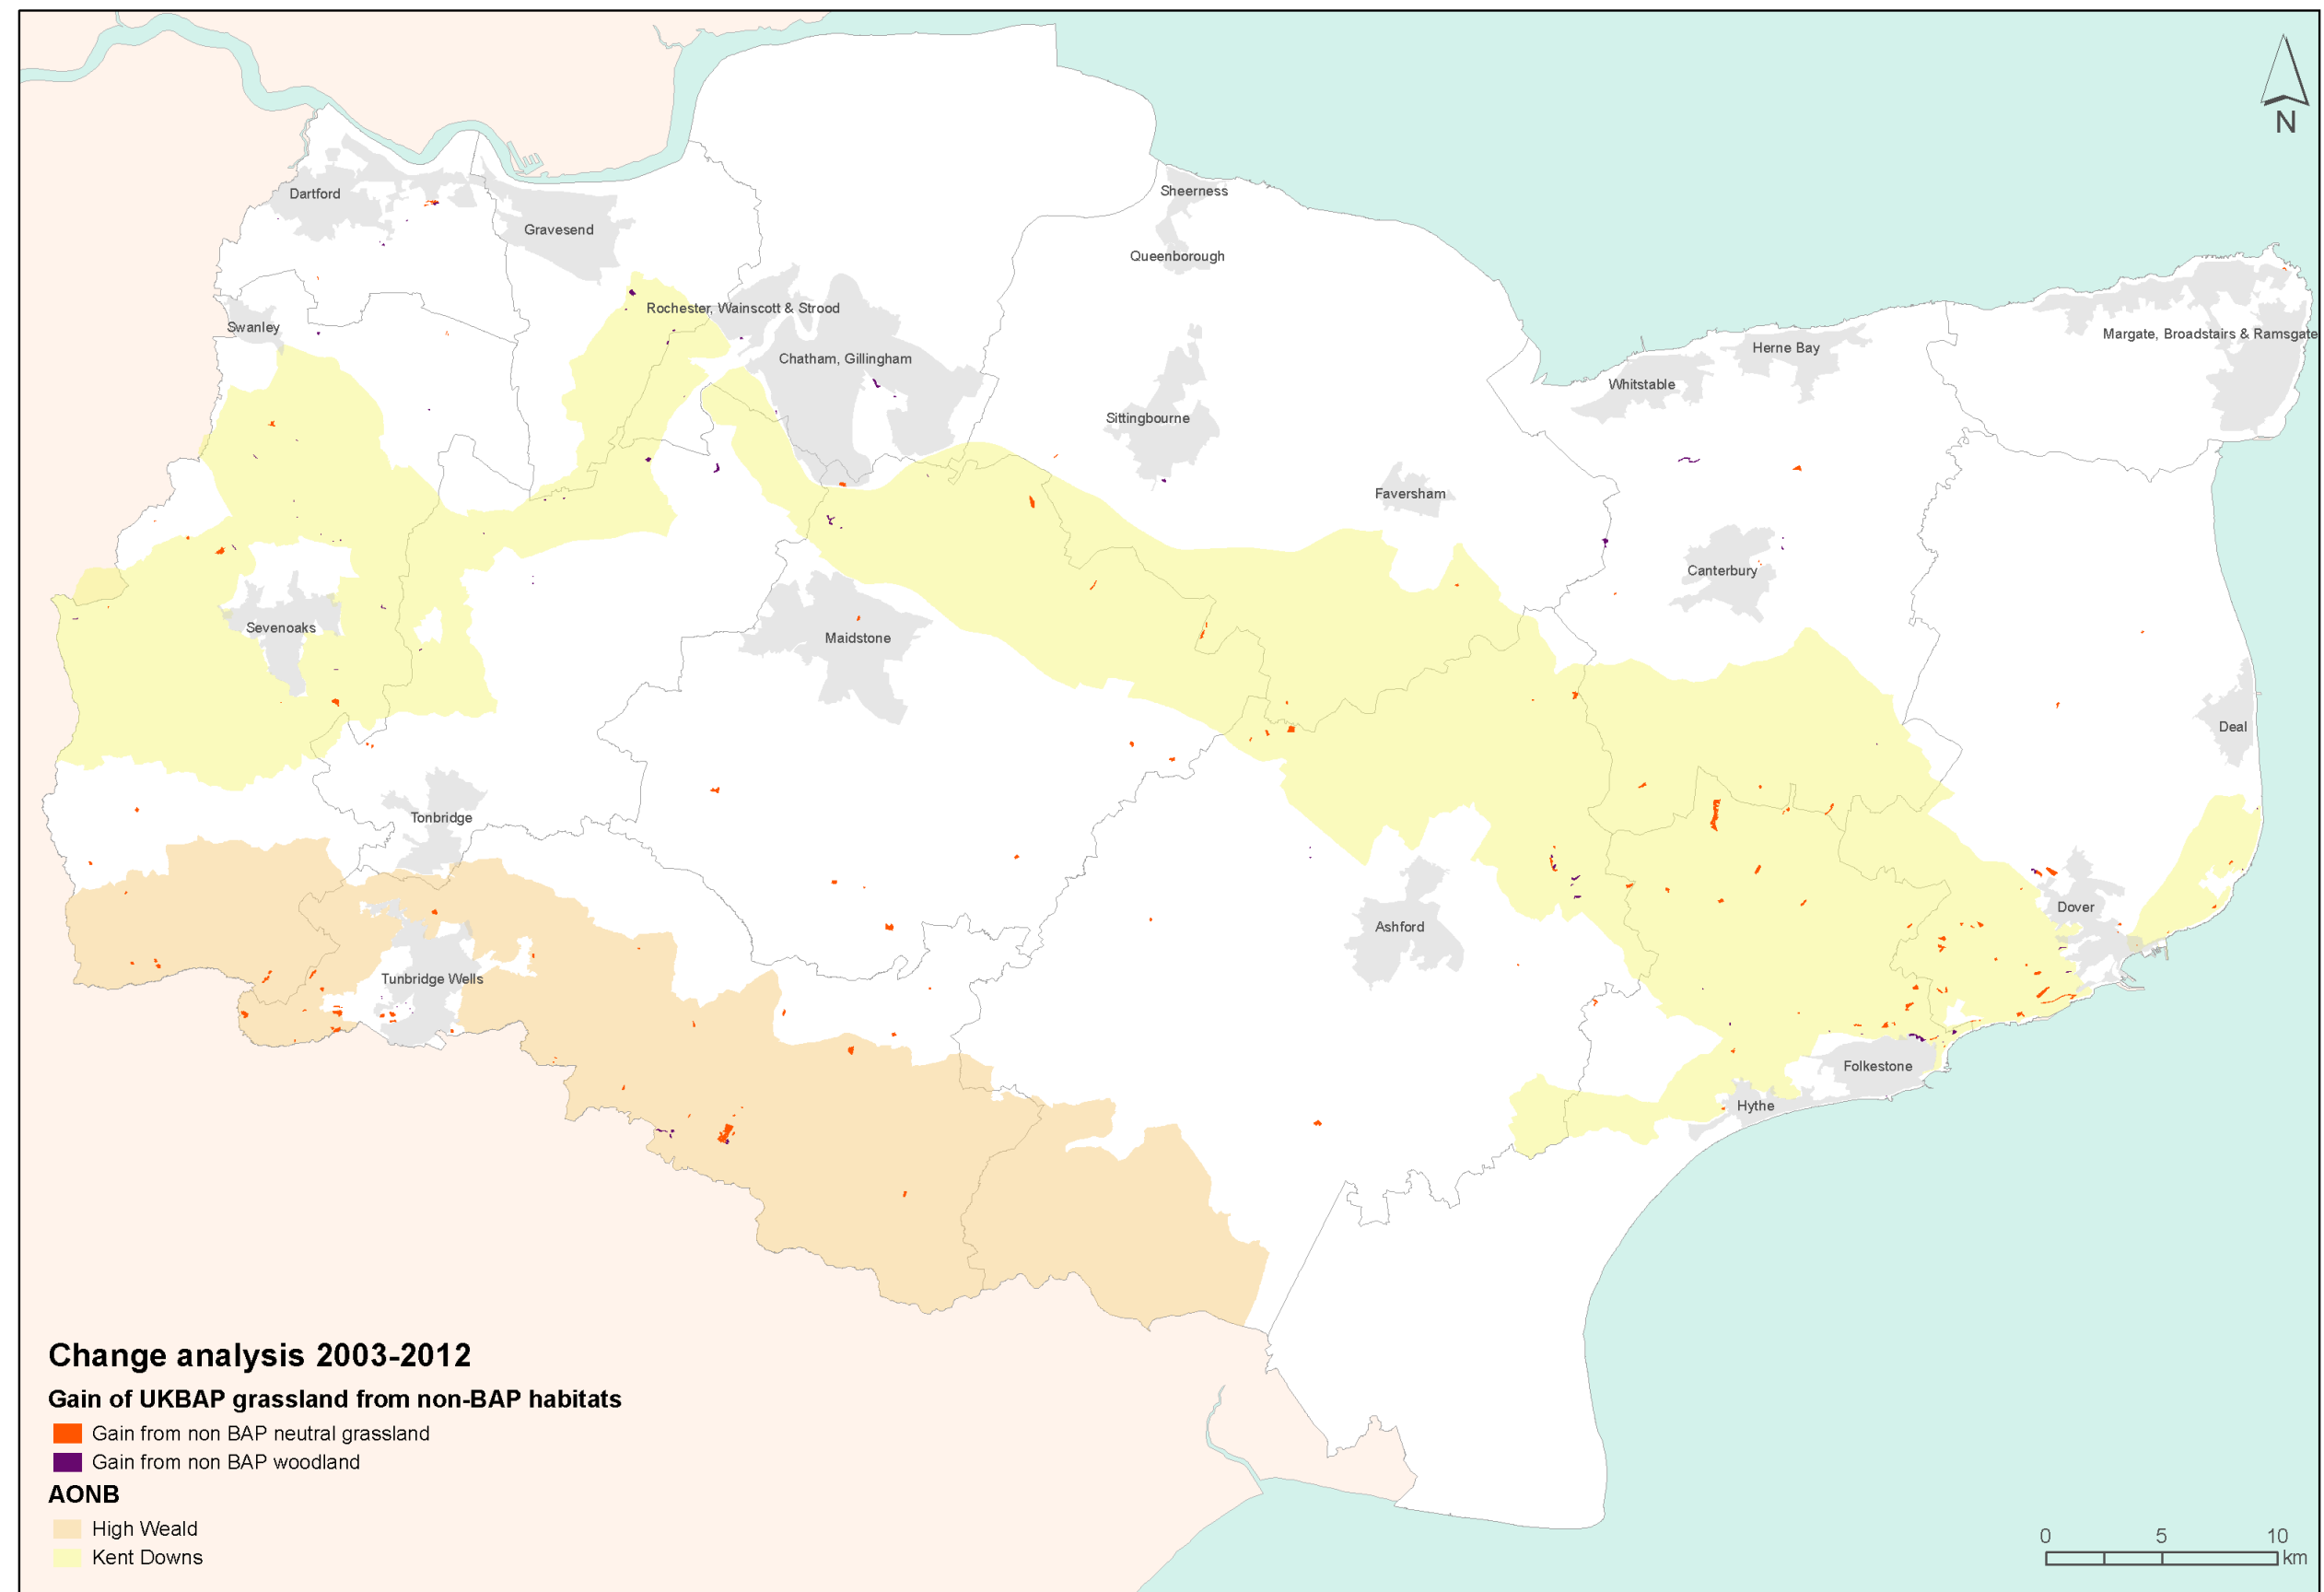 N
Sheerness
Dartford
Gravesend
Queenborough
Rochester, Wainscott & Strood
Swanley
Margate, Broadstairs & Ramsgate
Herne Bay
Chatham, Gillingham
Whitstable
Sittingbourne
Faversham
Canterbury
Sevenoaks
Maidstone
Deal
Tonbridge
Dover
Ashford
Tunbridge Wells
Folkestone
Hythe
Change analysis 2003-2012
Gain of UKBAP grassland from non-BAP habitats
Gain from non BAP neutral grassland
Gain from non BAP woodland
AONB
High Weald
Kent Downs
0 5 10
km